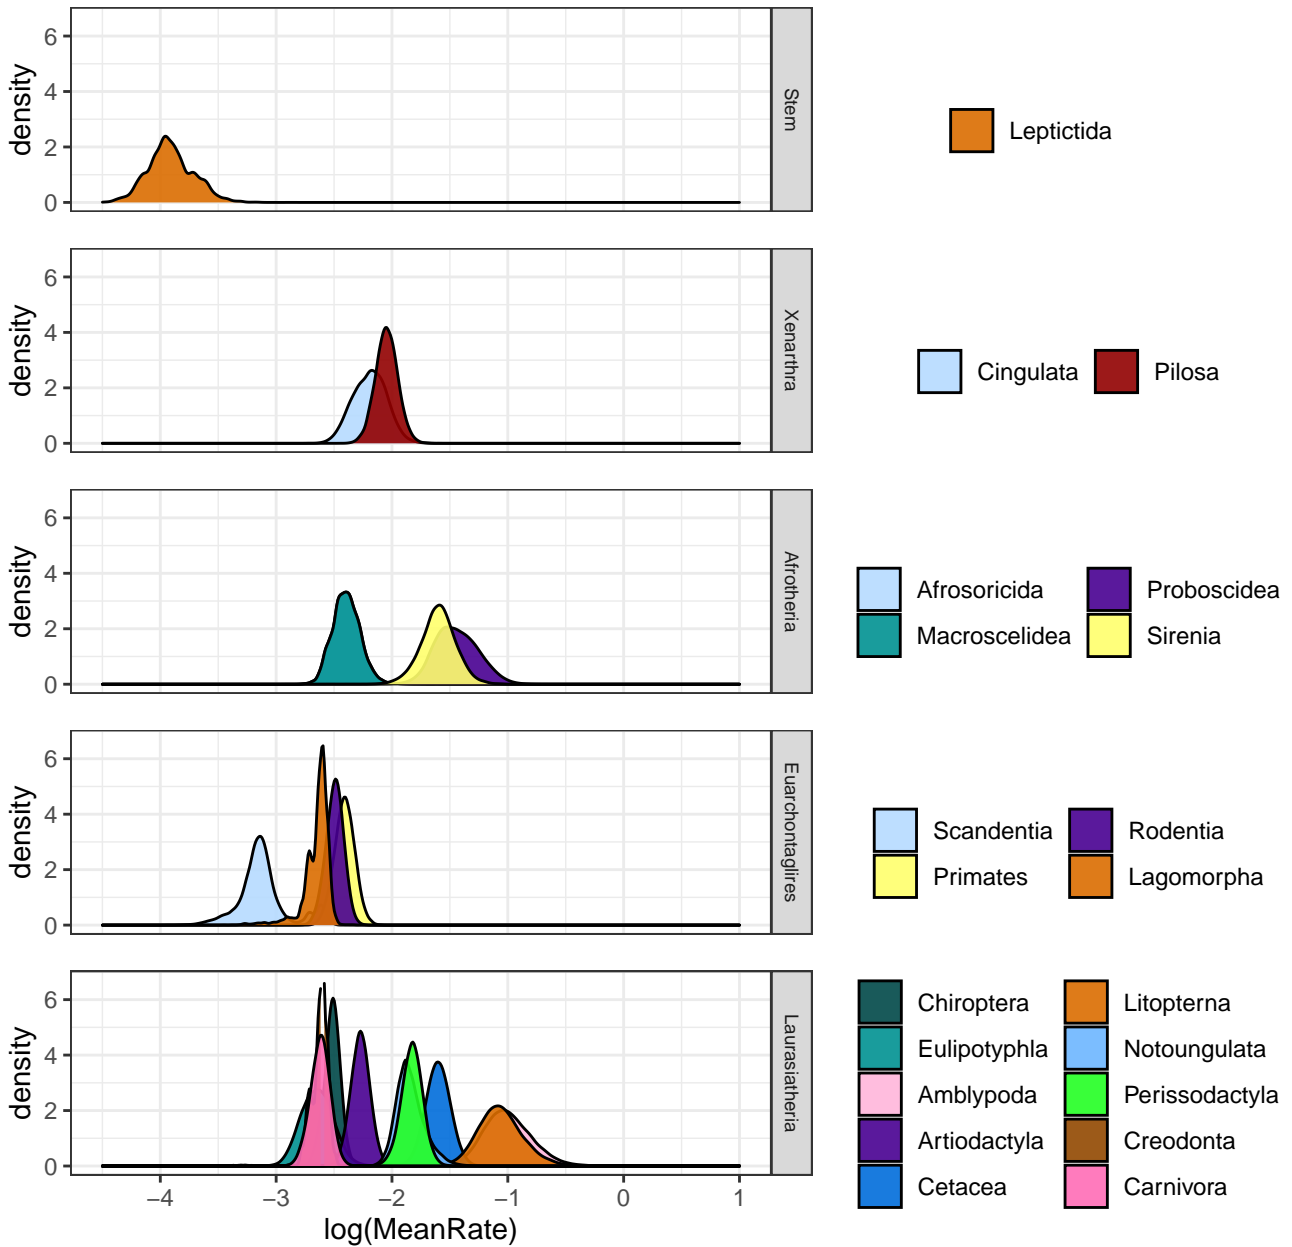 density
6
4
2
0
Stem
Leptictida
density
6
4
2
0
Xenarthra
Cingulata Pilosa
density
6
4
2
0
Afrotheria
Afrosoricida Proboscidea
Macroscelidea Sirenia
density
6
4
2
0
Euarchontaglires
Scandentia Rodentia
Primates Lagomorpha
density
6
4
2
0
Laurasiatheria
Chiroptera Litopterna
Eulipotyphla Notoungulata
Amblypoda Perissodactyla
Artiodactyla Creodonta
Cetacea Carnivora
−4 −3 −2 −1 0 1
log(MeanRate)